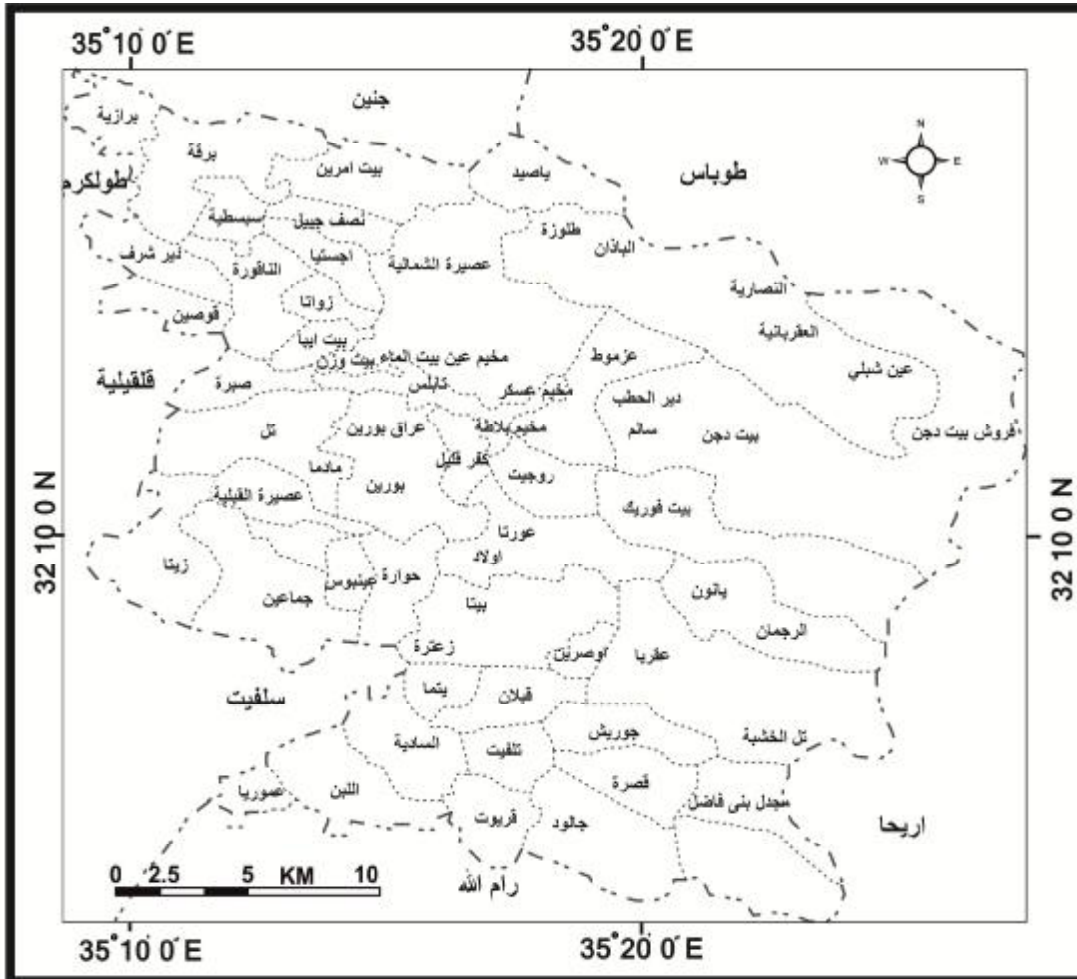 35° 10' 0" E
35° 20' 0" E
جنين
برازية
برقة
بيت امرين
ياصيد
طوباس
N
W
E
S
طولكرم
سبسطية
نصف جبيل
طلوزة
الباذان
دير شرف
الناقورة
اجنسنيا
عصيرة الشمالية
النصارية
زواتا
قوصين
العقربانية
بيت ايبا
عزموط
مخيم عين بيت الماء
بيت وزن
عين شبلي
قلقيلية
صيرة
نابلس
مخيم عسكر
دير الحطب
تل
عراق بورين
مخيم بلاطة
سالم
بيت دجن
فروش بيت دجن
مادما
كفر قليل
روجيت
بورين
عصيرة القبلية
بيت فوريك
32 10 0 N
32 10 0 N
عورتا
اولاد
زيتا
جماعين
عينبوس
حوارة
بيتا
يانون
الرجمان
زعترة
اوصرين
عقربا
سلفيت
يتما
قبلان
السادية
تلفيت
جوريش
تل الخشبة
عموريا
اللبن
قصرة
مجدل بنى فاضل
قريوت
جالود
اريحا
0 2.5 5 KM 10
رام الله
35° 10' 0" E
35° 20' 0" E